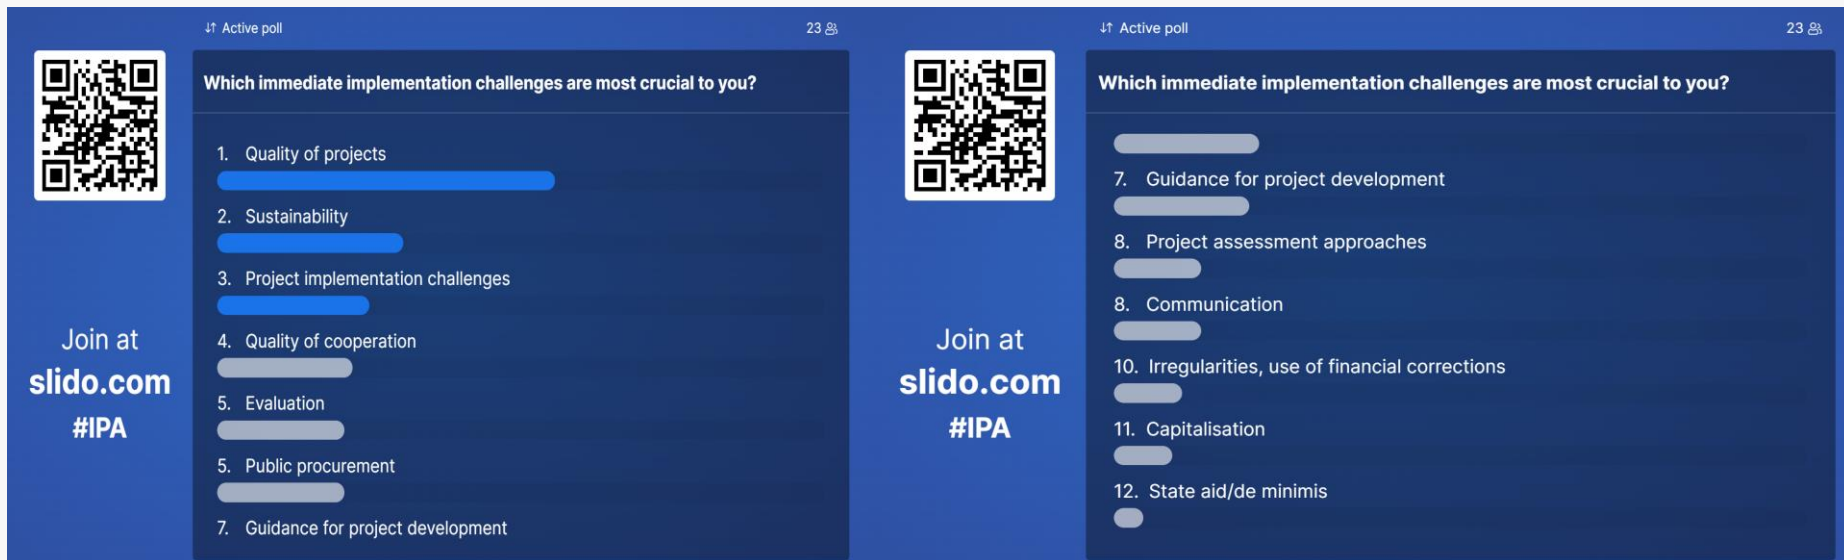 ↓↑ Active poll
23
Which immediate implementation challenges are most crucial to you?
1. Quality of projects
2. Sustainability
3. Project implementation challenges
4. Quality of cooperation
5. Evaluation
5. Public procurement
7. Guidance for project development
Join at
slido.com
#IPA
↓↑ Active poll
23
Which immediate implementation challenges are most crucial to you?
7. Guidance for project development
8. Project assessment approaches
8. Communication
10. Irregularities, use of financial corrections
11. Capitalisation
12. State aid/de minimis
Join at
slido.com
#IPA